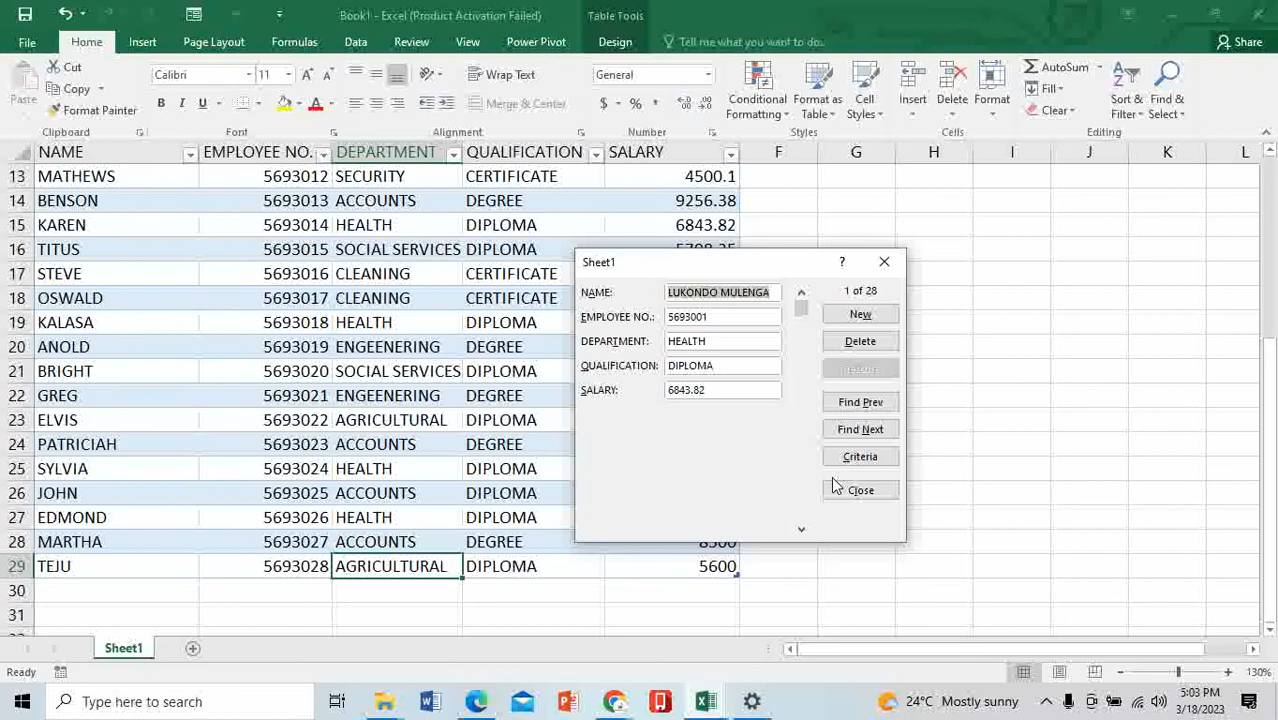 Book1 - Excel (Product Activation Failed) Table Tools
File Home Insert Page Layout Formulas Data Review View Power Pivot Design Tell me what you want to do... Share
Cut Calibri 11 Wrap Text General AutoSum
Copy Fill
Paste Format Painter Merge & Center Conditional Formatting Format as Table Cell Styles Insert Delete Format Clear Sort & Filter Find & Select
Clipboard Font Alignment Number Styles Cells Editing
NAME EMPLOYEE NO. DEPARTMENT QUALIFICATION SALARY F G H I J K L
13 MATHEWS 5693012 SECURITY CERTIFICATE 4500.1
14 BENSON 5693013 ACCOUNTS DEGREE 9256.38
15 KAREN 5693014 HEALTH DIPLOMA 6843.82
16 TITUS 5693015 SOCIAL SERVICES DIPLOMA
17 STEVE 5693016 CLEANING CERTIFICATE
18 OSWALD 5693017 CLEANING CERTIFICATE
19 KALASA 5693018 HEALTH DIPLOMA
20 ANOLD 5693019 ENGEENERING DEGREE
21 BRIGHT 5693020 SOCIAL SERVICES DIPLOMA
22 GREG 5693021 ENGEENERING DEGREE
23 ELVIS 5693022 AGRICULTURAL DIPLOMA
24 PATRICIAH 5693023 ACCOUNTS DEGREE
25 SYLVIA 5693024 HEALTH DIPLOMA
26 JOHN 5693025 ACCOUNTS DIPLOMA
27 EDMOND 5693026 HEALTH DIPLOMA
28 MARTHA 5693027 ACCOUNTS DEGREE 8500
29 TEJU 5693028 AGRICULTURAL DIPLOMA 5600
30
31
Sheet1
NAME: LUKONDO MULENGA 1 of 28
EMPLOYEE NO.: 5693001 New
DEPARTMENT: HEALTH Delete
QUALIFICATION: DIPLOMA
SALARY: 6843.82 Find Prev
Find Next
Criteria
Close
Sheet1
Ready 130%
Type here to search 24°C Mostly sunny 5:03 PM
3/18/2023